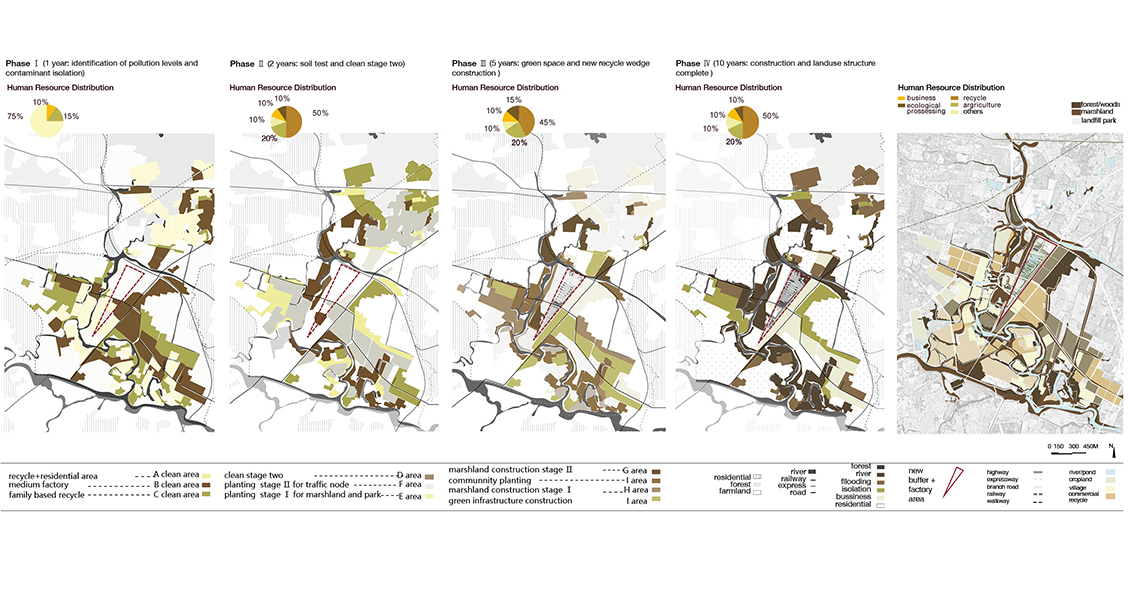 Phase Ⅰ (1 year: identification of pollution levels and
contaminant isolation)
Human Resource Distribution
10%
75%
15%
Phase Ⅱ (2 years: soil test and clean stage two)
Human Resource Distribution
10%
10%
50%
10%
20%
Phase Ⅲ (5 years: green space and new recycle wedge
construction )
Human Resource Distribution
15%
10%
45%
10%
20%
Phase Ⅳ (10 years: construction and landuse structure
complete )
Human Resource Distribution
10%
10%
50%
10%
20%
Human Resource Distribution
business
ecological
prossessing
recycle
argriculture
others
forest/woods
marshland
landfill park
0 150 300 450M
N
recycle+residential area A clean area
medium factory B clean area
family based recycle C clean area
clean stage two D area
planting stage Ⅱ for traffic node F area
planting stage Ⅰ for marshland and park E area
marshland construction stage Ⅱ G area
communnity planting I area
marshland construction stage Ⅰ H area
green infrastructure construction I area
residential
forest
farmland
river
railway
express
road
forest
river
fllooding
isolation
bussiness
residential
new
buffer +
factory
area
highway
expressway
branch road
railway
walkway
river/pond
cropland
village
commercial
recycle